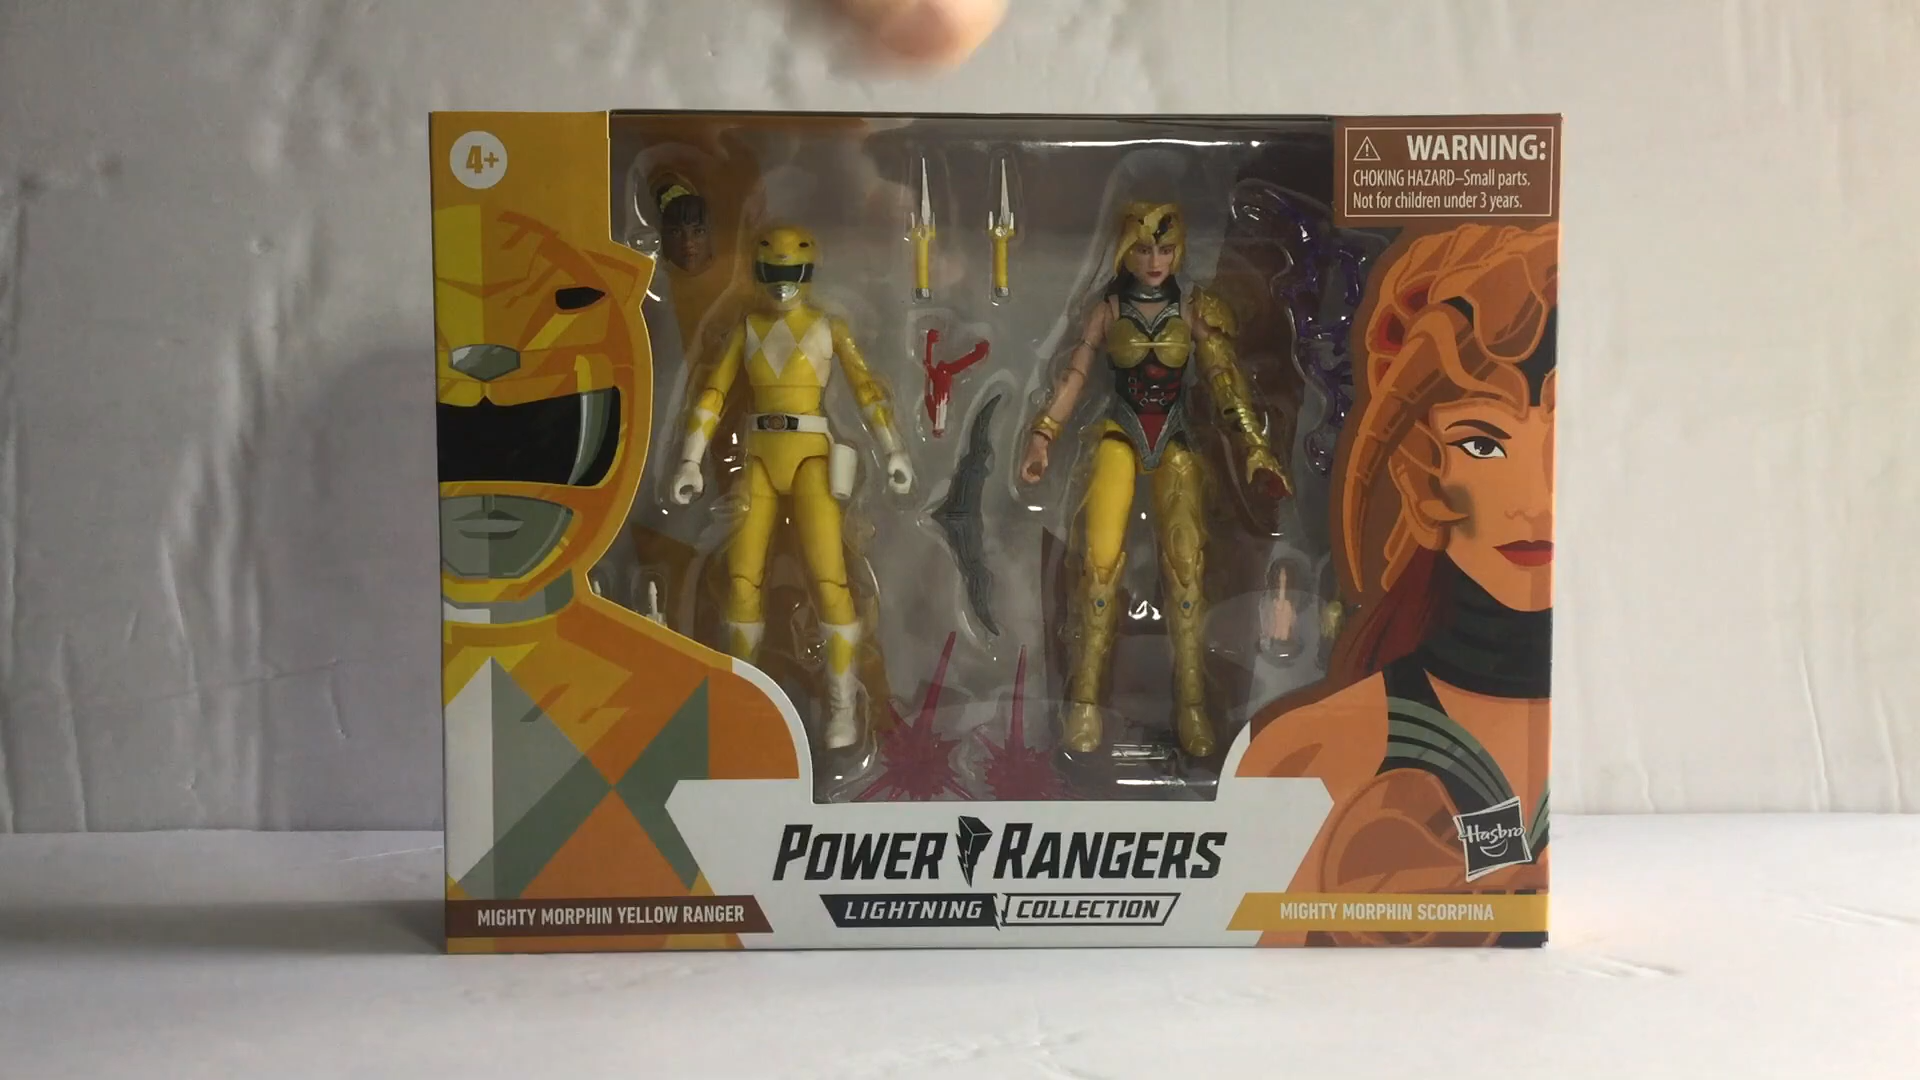 4+
WARNING:
CHOKING HAZARD–Small parts.
Not for children under 3 years.
POWER RANGERS
LIGHTNING COLLECTION
Hasbro
MIGHTY MORPHIN YELLOW RANGER
MIGHTY MORPHIN SCORPINA